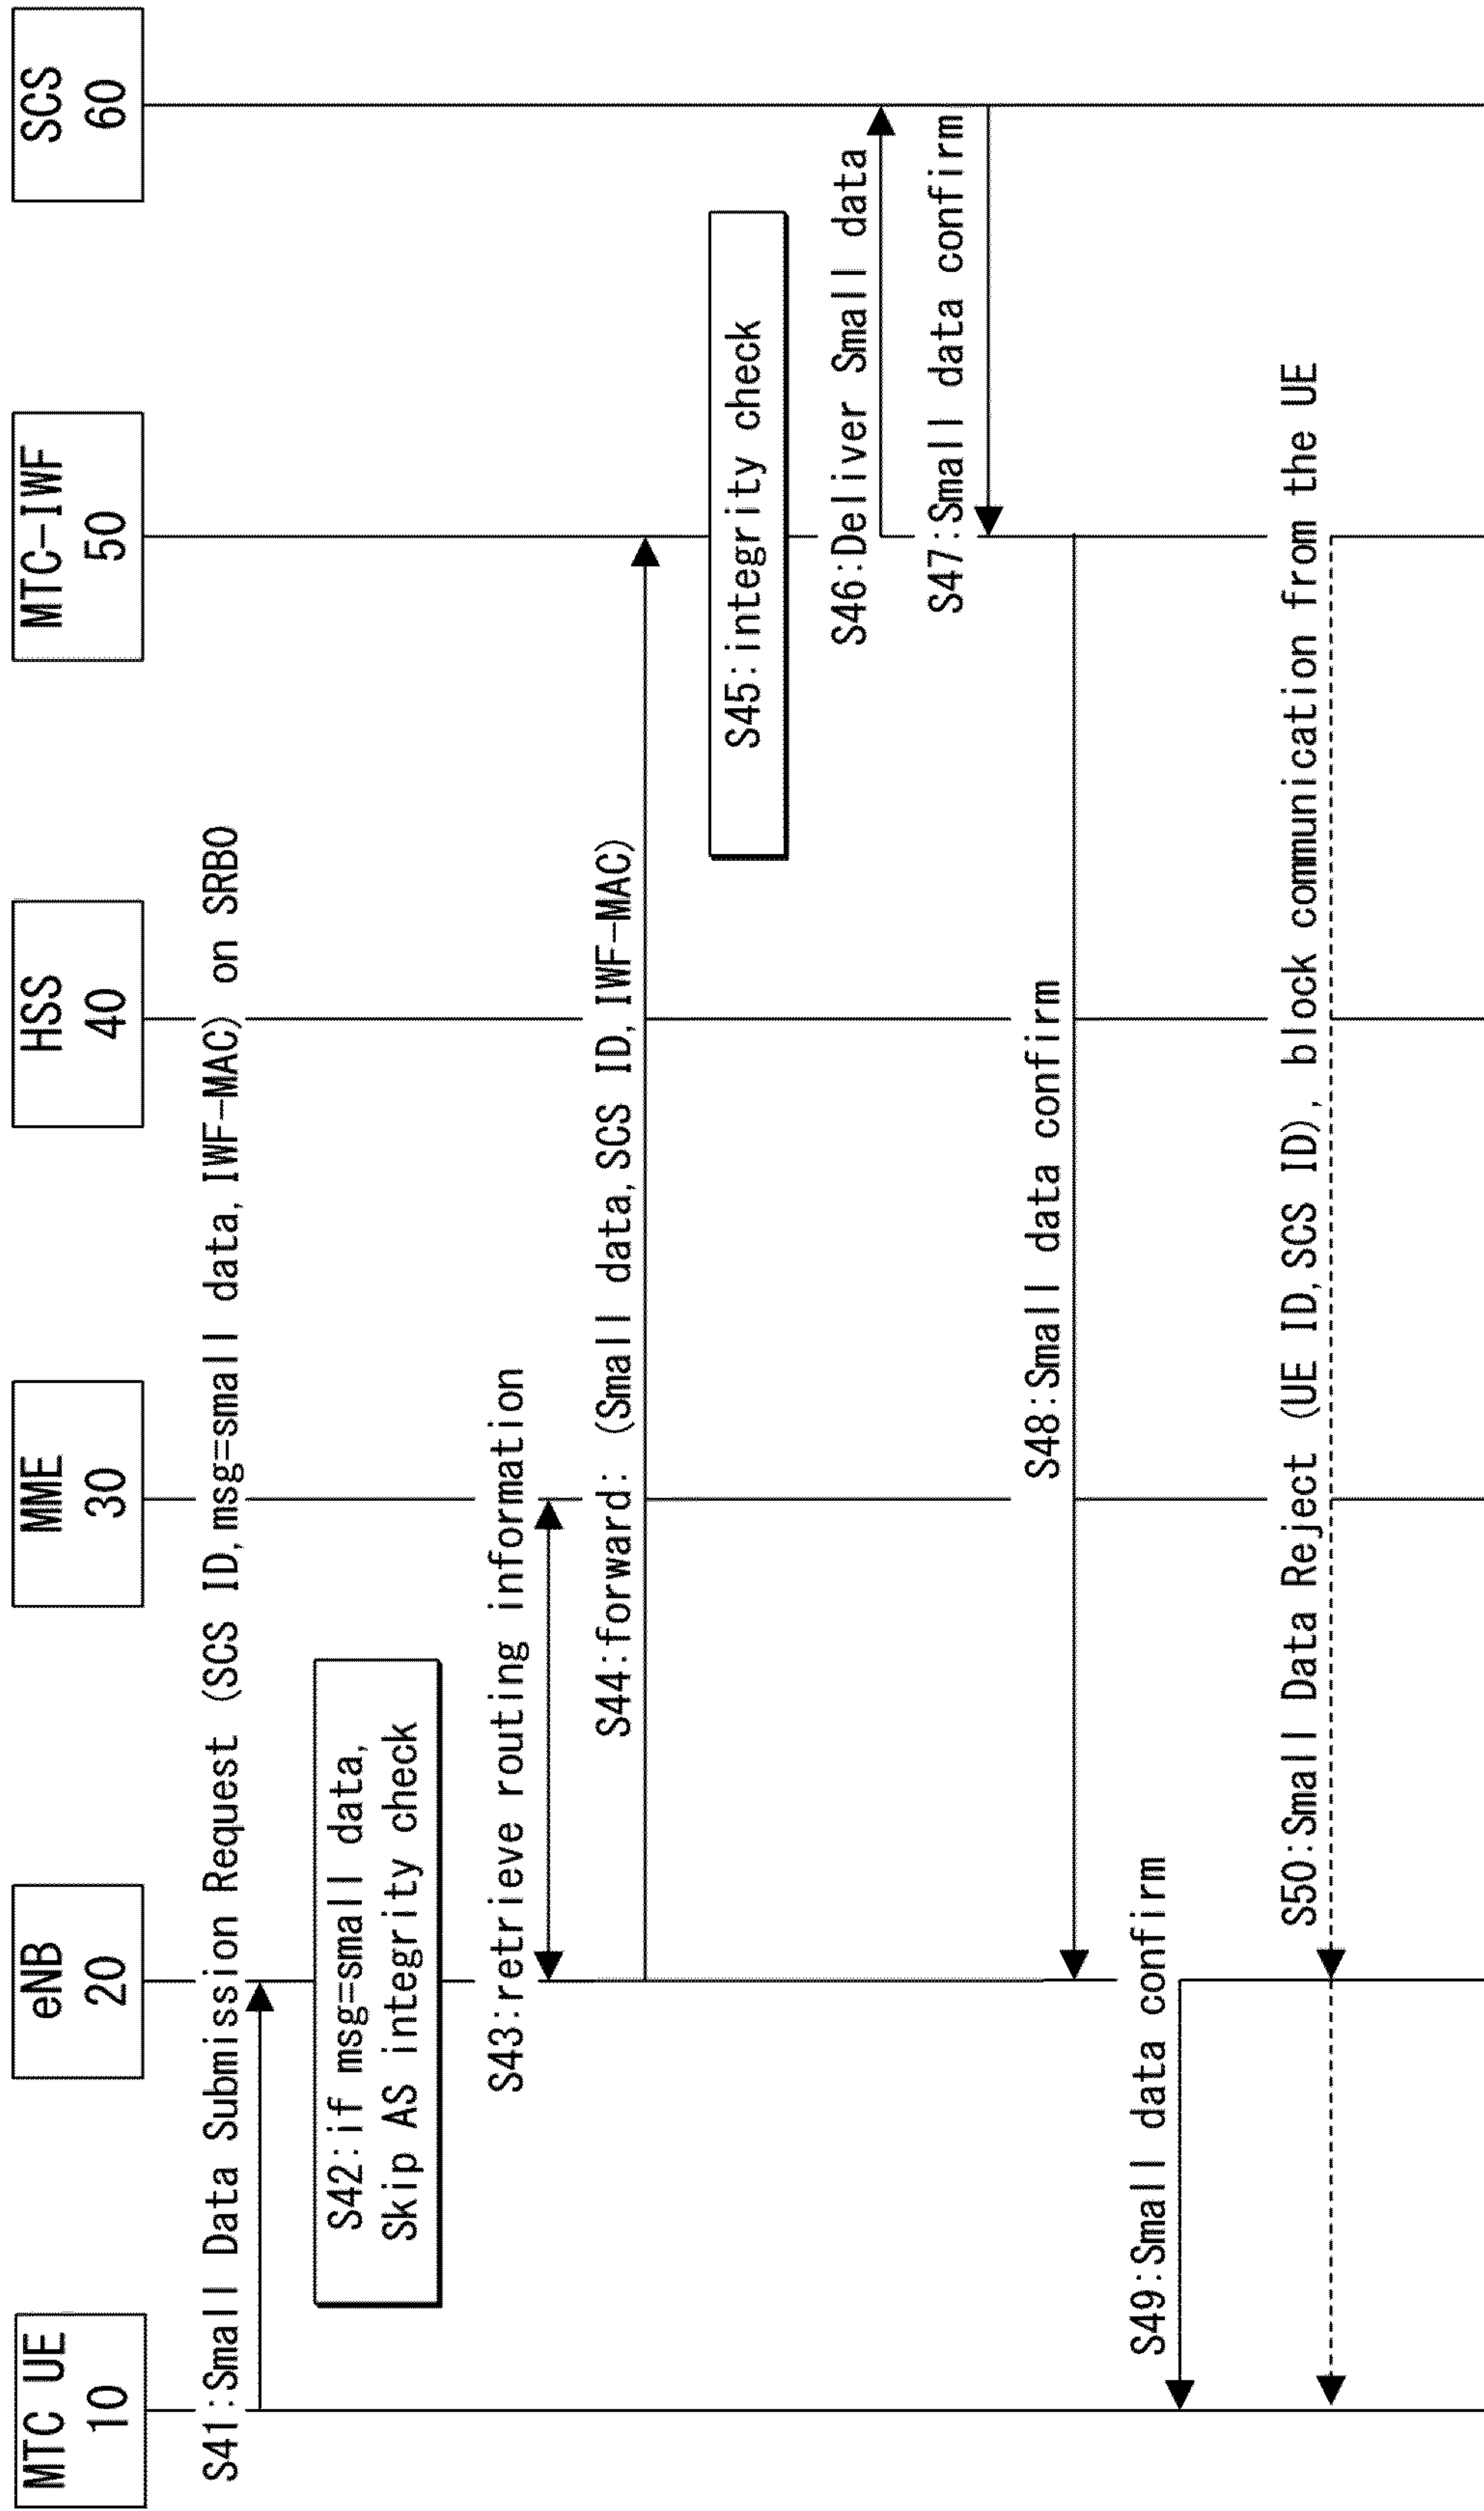 MTC UE
10
eNB
20
MME
30
HSS
40
MTC-IWF
50
SCS
60
S41:Small Data Submission Request (SCS ID,msg=small data,IWF-MAC) on SRB0
S42:if msg=small data,
Skip AS integrity check
S43:retrieve routing information
S44:forward: (Small data,SCS ID,IWF-MAC)
S45:integrity check
S46:Deliver Small data
S47:Small data confirm
S48:Small data confirm
S49:Small data confirm
S50:Small Data Reject (UE ID,SCS ID), block communication from the UE